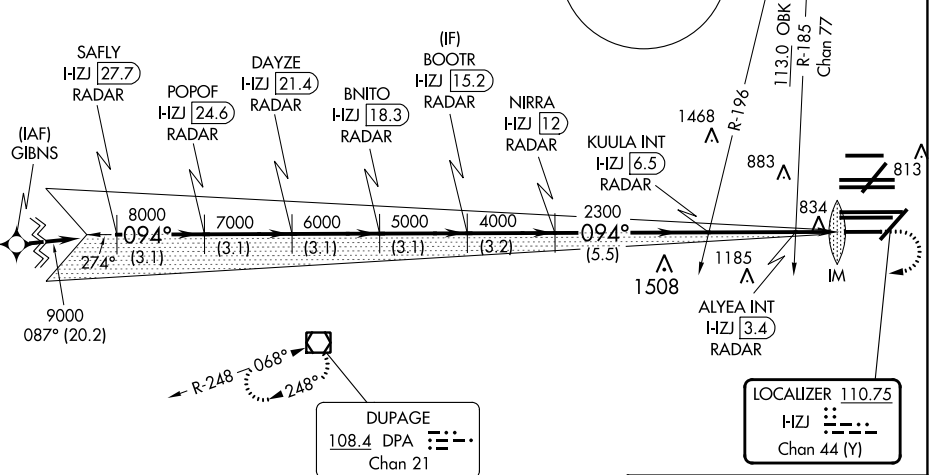 SAFLY
I-IZJ 27.7
RADAR
POPOF
I-IZJ 24.6
RADAR
DAYZE
I-IZJ 21.4
RADAR
BNITO
I-IZJ 18.3
RADAR
(IF)
BOOTR
I-IZJ 15.2
RADAR
NIRRA
I-IZJ 12
RADAR
KUULA INT
I-IZJ 6.5
RADAR
1468
R-196
113.0 OBK
R-185
Chan 77
883
813
834
(IAF)
GIBNS
8000
094°
(3.1)
7000
(3.1)
6000
(3.1)
5000
(3.1)
4000
(3.2)
2300
094°
(5.5)
274°
9000
087° (20.2)
1508
1185
IM
ALYEA INT
I-IZJ 3.4
RADAR
R-248
068°
248°
DUPAGE
108.4 DPA
Chan 21
LOCALIZER 110.75
I-IZJ
Chan 44 (Y)